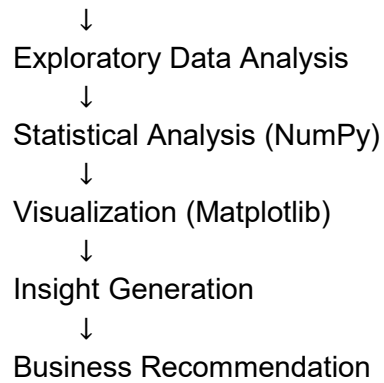 ↓
Exploratory Data Analysis
↓
Statistical Analysis (NumPy)
↓
Visualization (Matplotlib)
↓
Insight Generation
↓
Business Recommendation